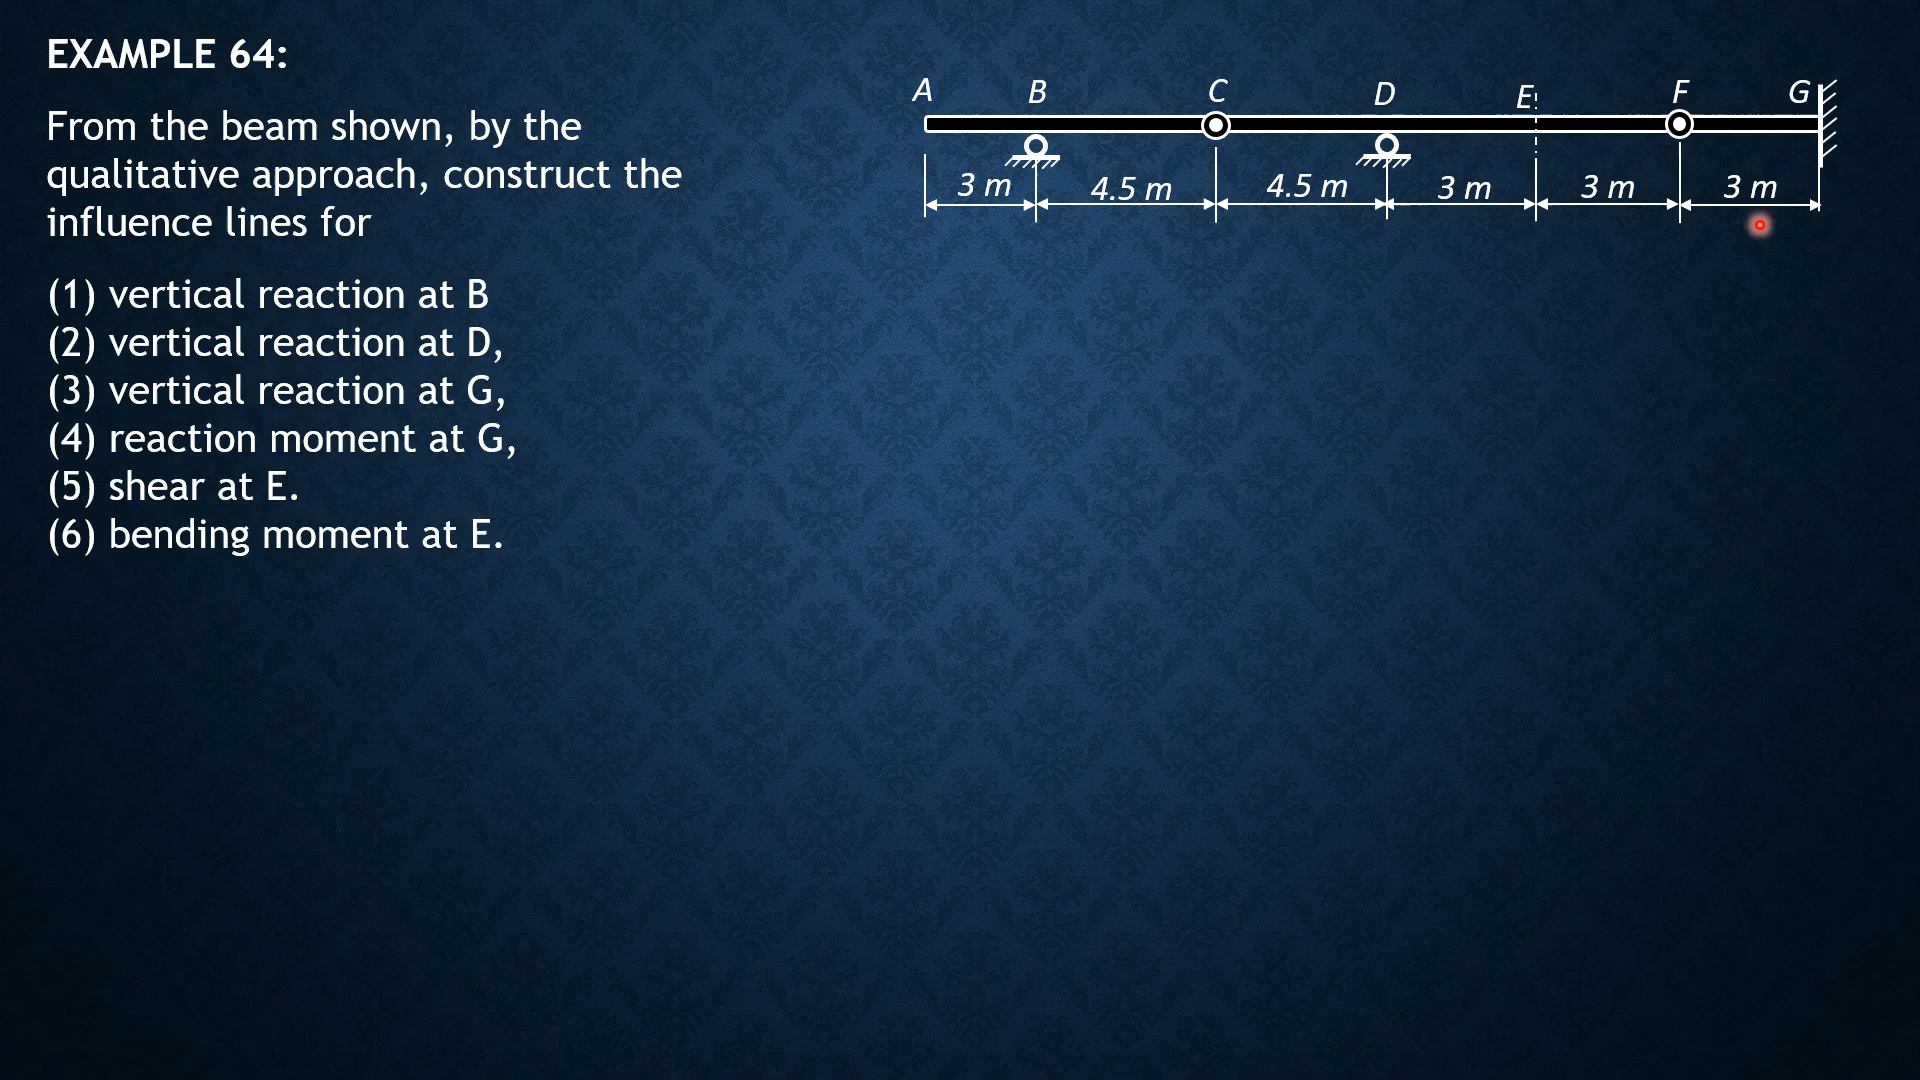 EXAMPLE 64:
From the beam shown, by the
qualitative approach, construct the
influence lines for
(1) vertical reaction at B
(2) vertical reaction at D,
(3) vertical reaction at G,
(4) reaction moment at G,
(5) shear at E.
(6) bending moment at E.
A B C D E F G
3 m 4.5 m 4.5 m 3 m 3 m 3 m